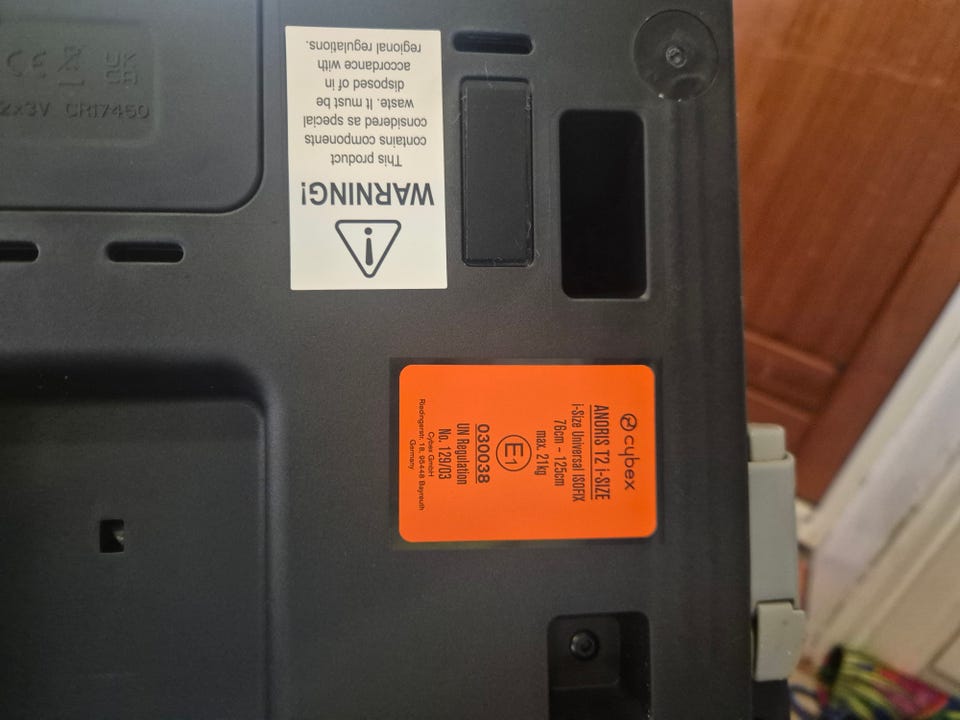 CE UK
CA
2x3V CR17450
WARNING!
This product
contains components
considered as special
waste. It must be
disposed of in
accordance with
regional regulations.
cybex
ANORIS T2 i-SIZE
i-Size Universal ISOFIX
76cm - 125cm
max. 21kg
E1
030038
UN Regulation
No. 129/03
Cybex GmbH
Riedingerstr. 18, 95448 Bayreuth
Germany